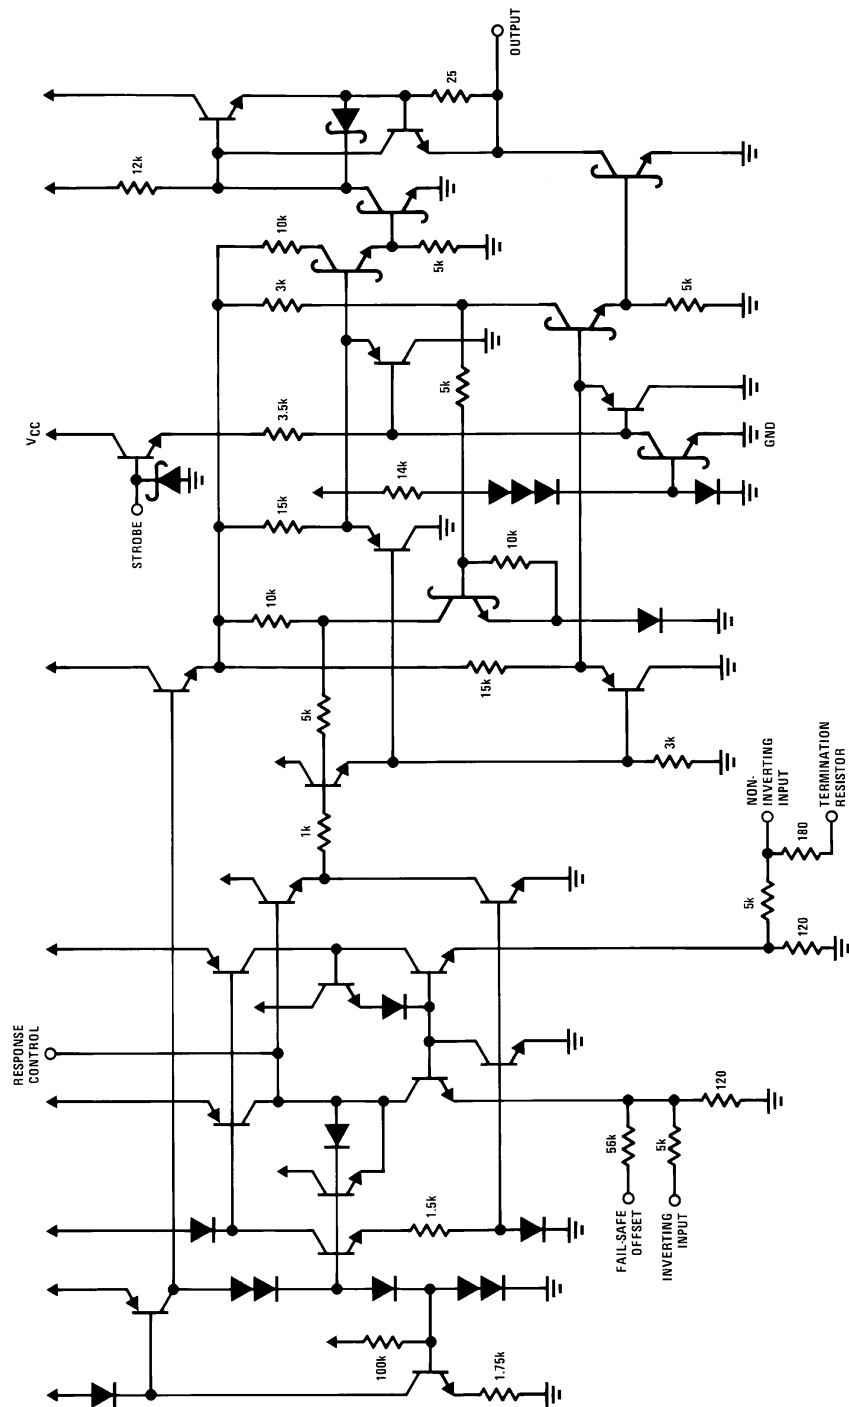 OUTPUT
25
12k
10k
5k
3k
5k
5k
3.5k
VCC
GND
14k
STROBE
15k
10k
10k
15k
5k
3k
1k
NON-
INVERTING
INPUT
TERMINATION
RESISTOR
180
5k
120
RESPONSE
CONTROL
120
56k
5k
FAIL-SAFE
OFFSET
INVERTING
INPUT
1.5k
100k
1.75k